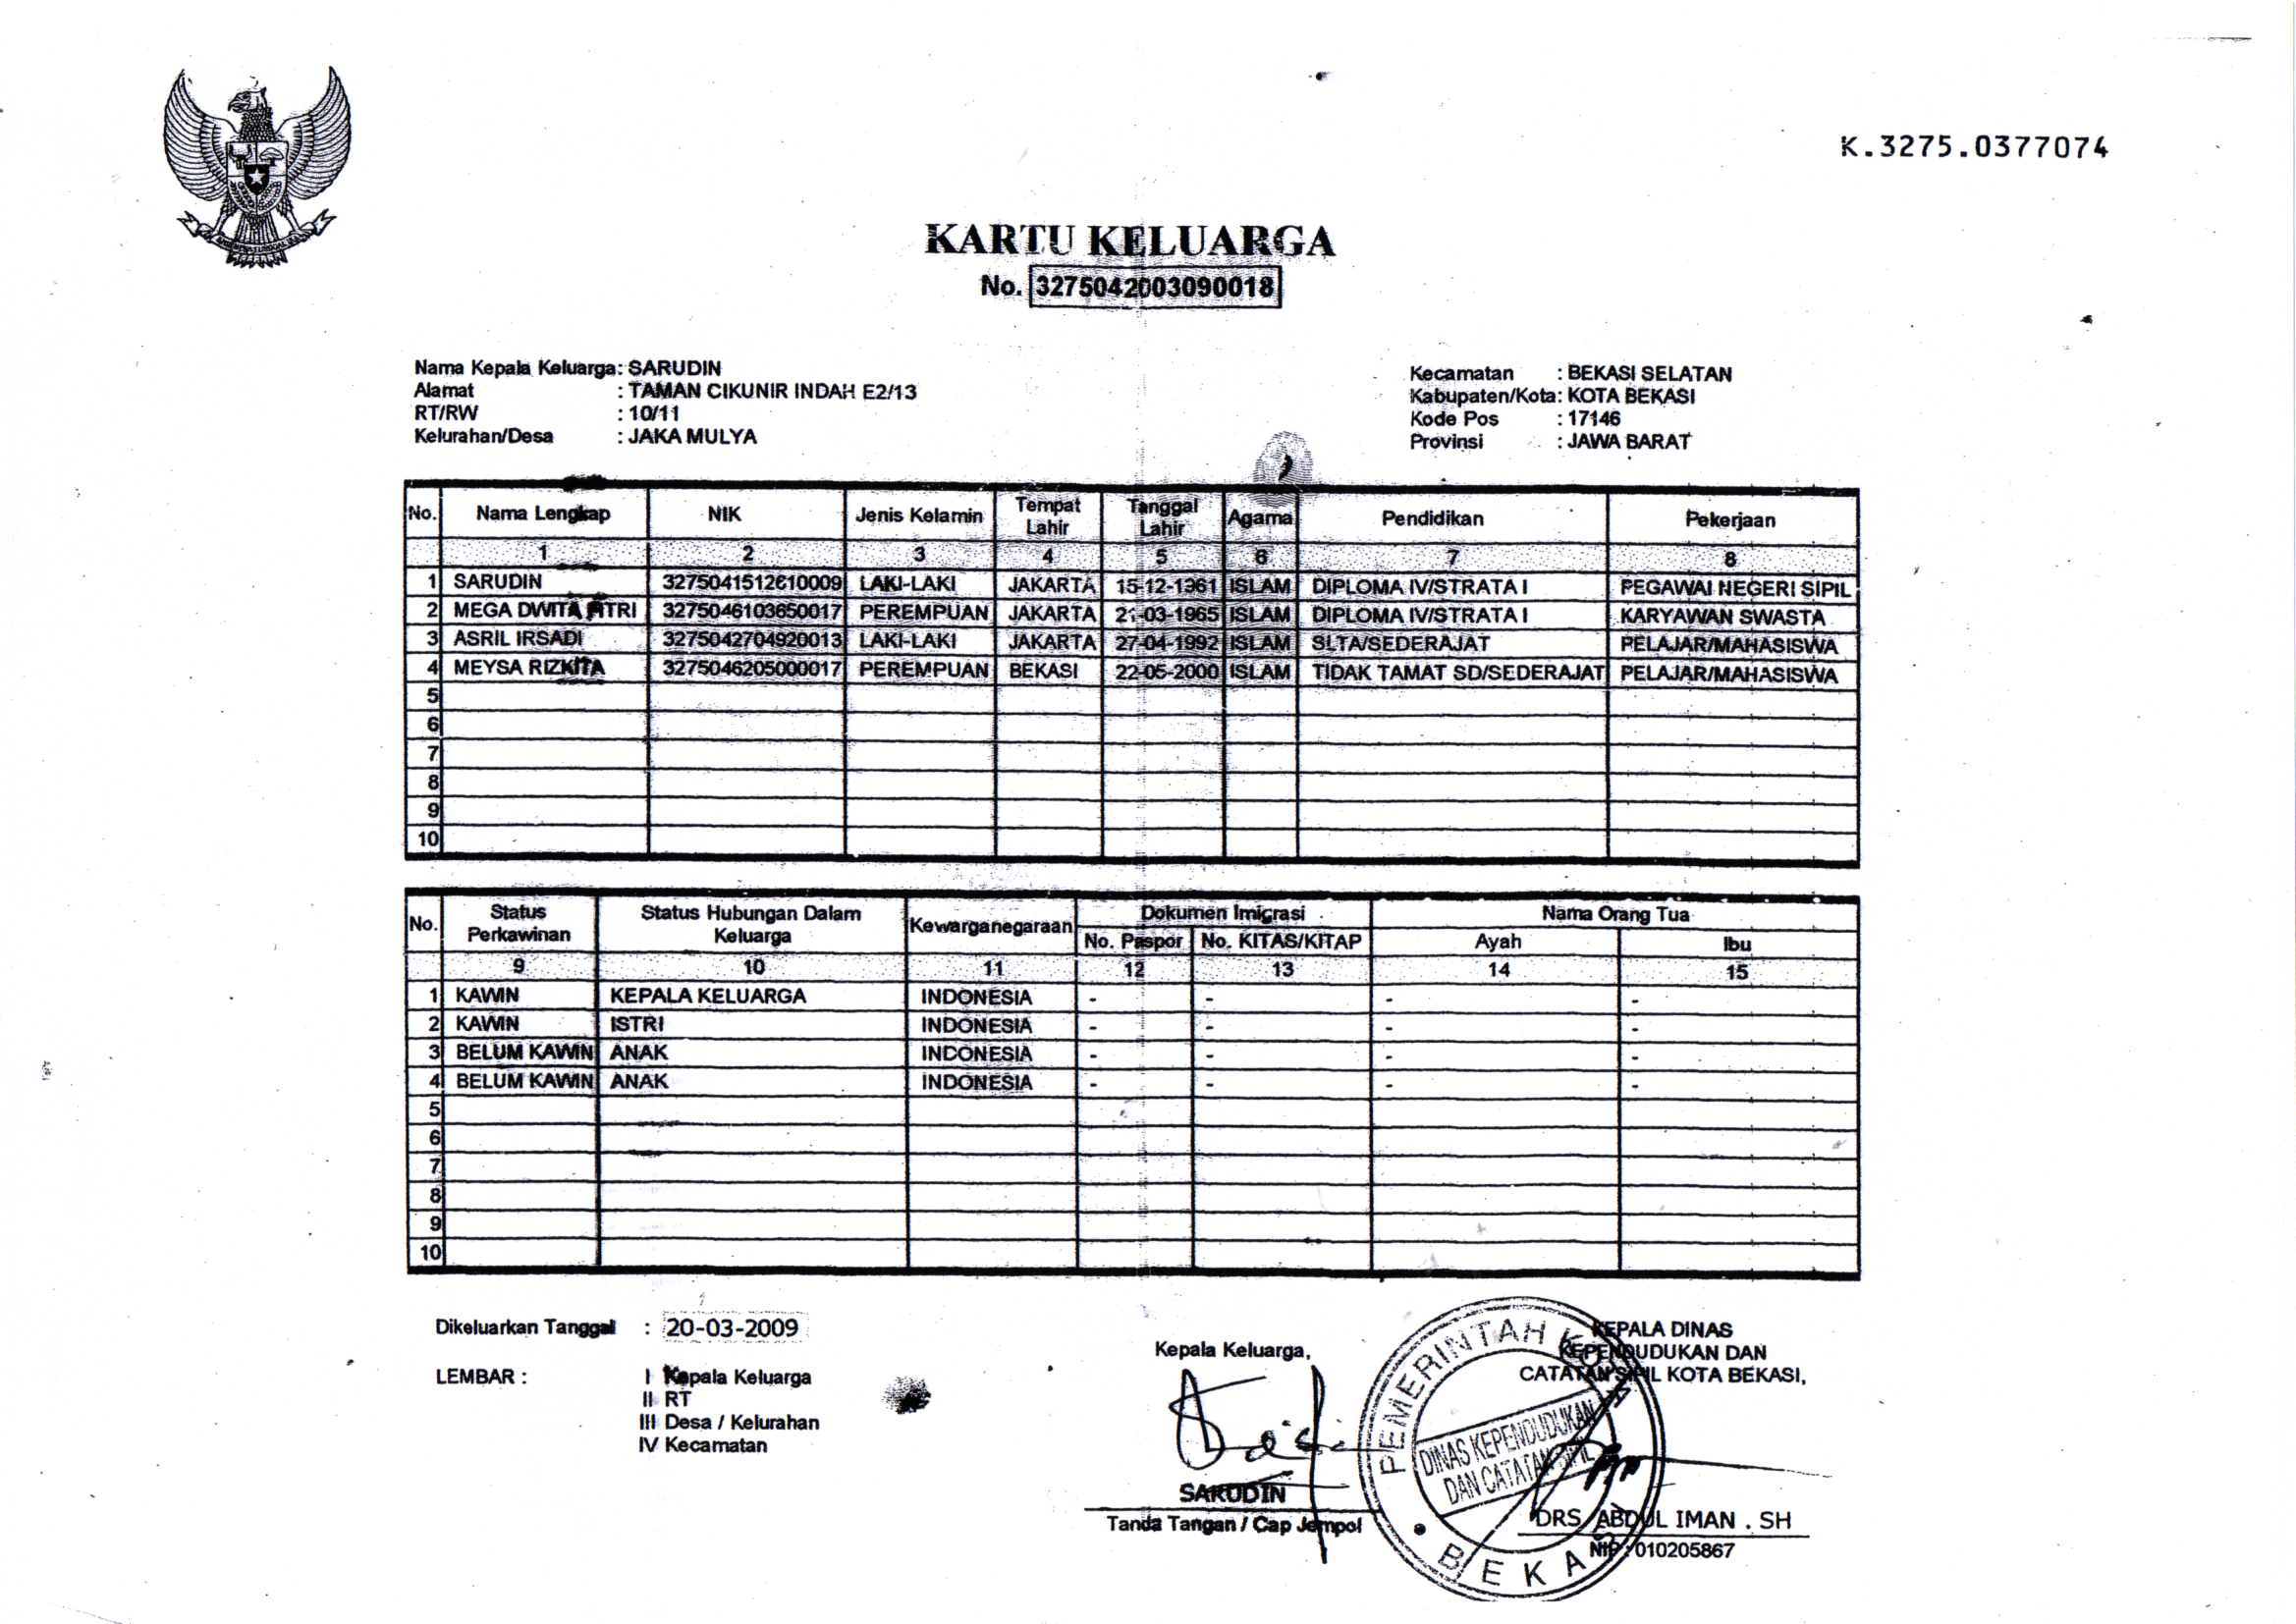 K.3275.0377074
KARTU KELUARGA
No. 3275042003090018
Nama Kepala Keluarga: SARUDIN
Alamat : TAMAN CIKUNIR INDAH E2/13
RT/RW : 10/11
Kelurahan/Desa : JAKA MULYA
Kecamatan : BEKASI SELATAN
Kabupaten/Kota: KOTA BEKASI
Kode Pos : 17146
Provinsi : JAWA BARAT
No. Nama Lengkap NIK Jenis Kelamin Tempat Lahir Tanggal Lahir Agama Pendidikan Pekerjaan
1 2 3 4 5 6 7 8
1 SARUDIN 3275041512610009 LAKI-LAKI JAKARTA 15-12-1961 ISLAM DIPLOMA IV/STRATA I PEGAWAI NEGERI SIPIL
2 MEGA DWITA FITRI 3275046103650017 PEREMPUAN JAKARTA 21-03-1965 ISLAM DIPLOMA IV/STRATA I KARYAWAN SWASTA
3 ASRIL IRSADI 3275042704920013 LAKI-LAKI JAKARTA 27-04-1992 ISLAM SLTA/SEDERAJAT PELAJAR/MAHASISWA
4 MEYSA RIZKITA 3275046205000017 PEREMPUAN BEKASI 22-05-2000 ISLAM TIDAK TAMAT SD/SEDERAJAT PELAJAR/MAHASISWA
5
6
7
8
9
10
No. Status Perkawinan Status Hubungan Dalam Keluarga Kewarganegaraan Dokumen Imigrasi Nama Orang Tua
No. Paspor No. KITAS/KITAP Ayah Ibu
9 10 11 12 13 14 15
1 KAWIN KEPALA KELUARGA INDONESIA - - - -
2 KAWIN ISTRI INDONESIA - - - -
3 BELUM KAWIN ANAK INDONESIA - - - -
4 BELUM KAWIN ANAK INDONESIA - - - -
5
6
7
8
9
10
Dikeluarkan Tanggal : 20-03-2009
LEMBAR : I Kepala Keluarga
II RT
III Desa / Kelurahan
IV Kecamatan
Kepala Keluarga,
SARUDIN
Tanda Tangan / Cap Jempol
KEPALA DINAS
KEPENDUDUKAN DAN
CATATAN SIPIL KOTA BEKASI,
PEMERINTAH KOTA
DINAS KEPENDUDUKAN
DAN CATATAN SIPIL
BEKASI
DRS ABDUL IMAN . SH
NIP : 010205867